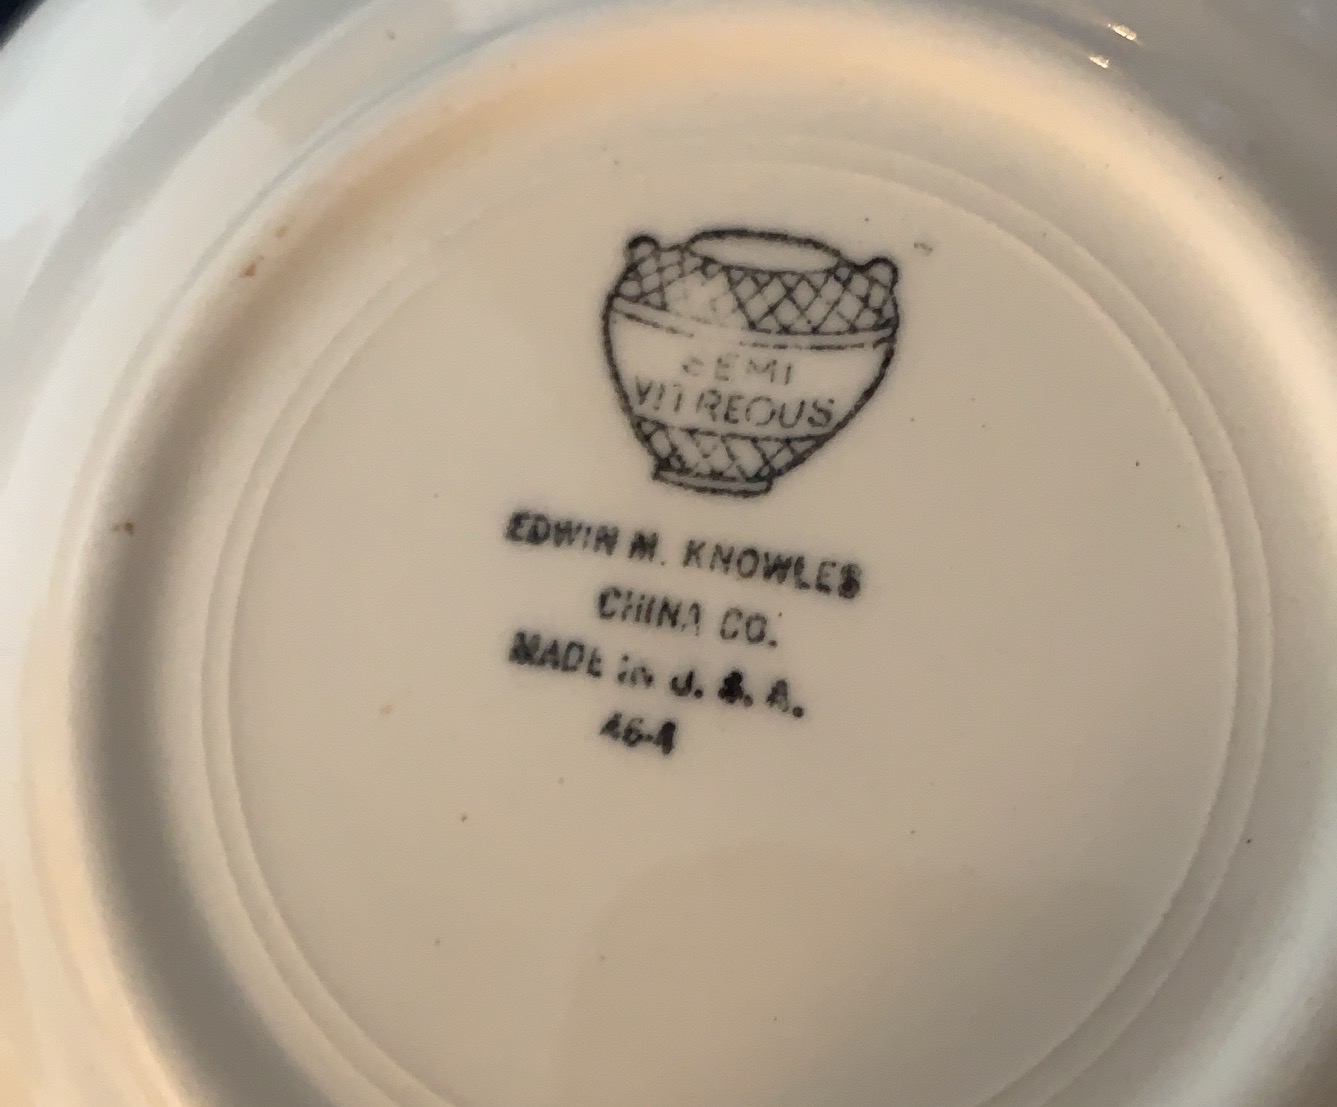 SEMI
VITREOUS
EDWIN M. KNOWLES
CHINA CO.
MADE in U. S. A.
46-4